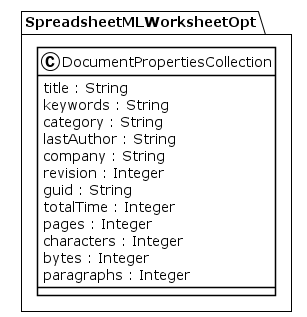 SpreadsheetMLWorksheetOpt
C DocumentPropertiesCollection
title : String
keywords : String
category : String
lastAuthor : String
company : String
revision : Integer
guid : String
totalTime : Integer
pages : Integer
characters : Integer
bytes : Integer
paragraphs : Integer